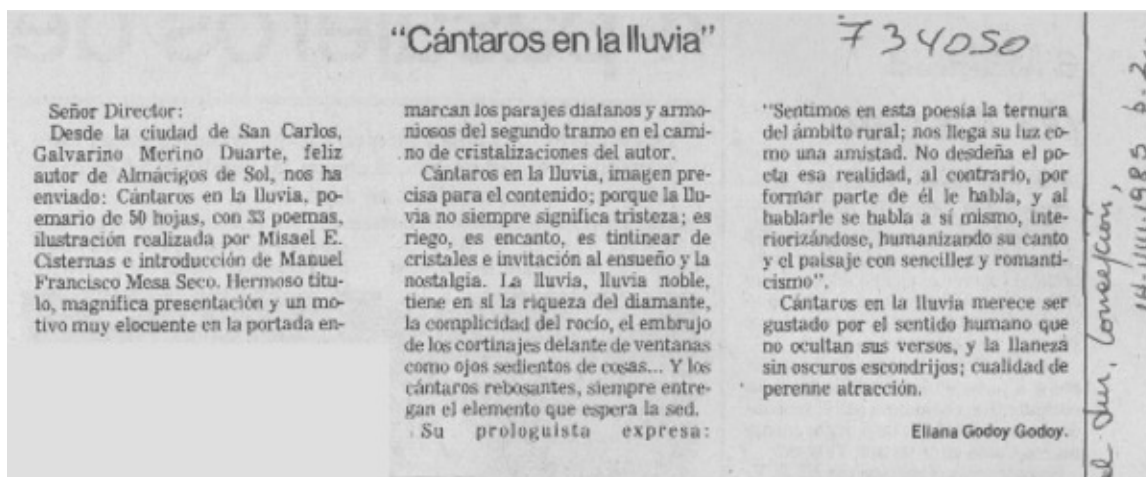 “Cántaros en la lluvia”
734050
Señor Director:
Desde la ciudad de San Carlos,
Galvarino Merino Duarte, feliz
autor de Almácigos de Sol, nos ha
enviado: Cántaros en la lluvia, po-
emario de 50 hojas, con 33 poemas,
ilustración realizada por Misael E.
Cisternas e introducción de Manuel
Francisco Mesa Seco. Hermoso títu-
lo, magnífica presentación y un mo-
tivo muy elocuente en la portada en-
marcan los parajes diáfanos y armo-
niosos del segundo tramo en el cami-
no de cristalizaciones del autor.
Cántaros en la Lluvia, imagen pre-
cisa para el contenido; porque la llu-
via no siempre significa tristeza; es
riego, es encanto, es tintinear de
cristales e invitación al ensueño y la
nostalgia. La lluvia, lluvia noble,
tiene en sí la riqueza del diamante,
la complicidad del rocío, el embrujo
de los cortinajes delante de ventanas
como ojos sedientos de cosas... Y los
cántaros rebosantes, siempre entre-
gan el elemento que espera la sed.
Su prologuista expresa:
“Sentimos en esta poesía la ternura
del ámbito rural; nos llega su luz co-
mo una amistad. No desdeña el po-
eta esa realidad, al contrario, por
formar parte de él le habla, y al
hablarle se habla a sí mismo, inte-
riorizándose, humanizando su canto
y el paisaje con sencillez y romanti-
cismo”.
Cántaros en la lluvia merece ser
gustado por el sentido humano que
no ocultan sus versos, y la llaneza
sin oscuros escondrijos; cualidad de
perenne atracción.
Eliana Godoy Godoy.
Sur, Concepción,
1985